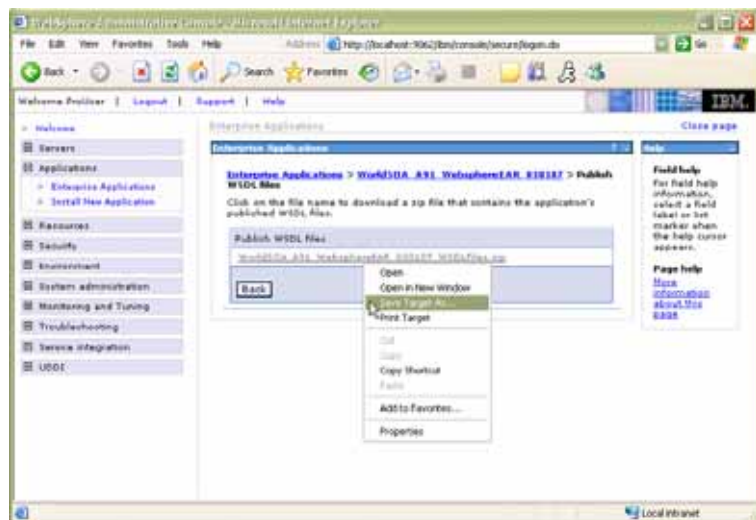 WebSphere Administrative Console - Microsoft Internet Explorer
File Edit View Favorites Tools Help Address http://localhost:9062/ibm/console/secure/logon.do Go
Back Search Favorites
Welcome | Logout | Support | Help IBM.
Welcome
Servers
Applications
Enterprise Applications
Install New Application
Resources
Security
Environment
System administration
Monitoring and Tuning
Troubleshooting
Service integration
UDDI
Enterprise Applications Close page
Enterprise Applications
Enterprise Applications > > Publish
WSDL files
Click on the file name to download a zip file that contains the application's
published WSDL files.
Publish WSDL files
Back
Open
Open in New Window
Save Target As...
Print Target
Cut
Copy
Copy Shortcut
Paste
Add to Favorites...
Properties
Help
Field help
For field help
information,
select a field
label or list
marker when
the help cursor
appears.
Page help
More
information
about this
page
Local intranet